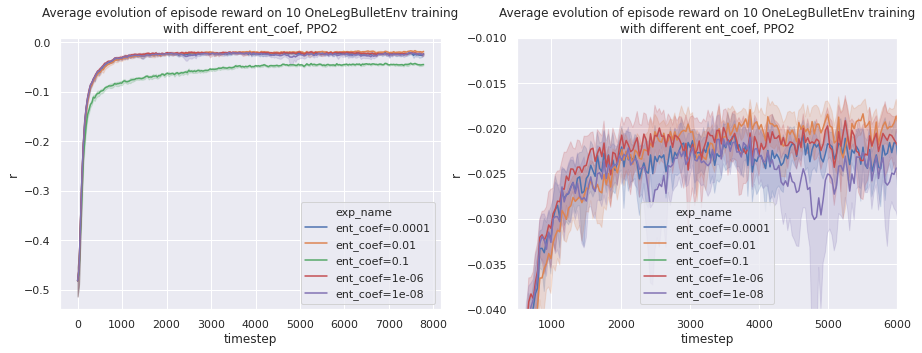 Average evolution of episode reward on 10 OneLegBulletEnv training
with different ent_coef, PPO2
0.0
−0.1
−0.2
−0.3
−0.4
−0.5
r
0 1000 2000 3000 4000 5000 6000 7000 8000
timestep
exp_name
ent_coef=0.0001
ent_coef=0.01
ent_coef=0.1
ent_coef=1e-06
ent_coef=1e-08
Average evolution of episode reward on 10 OneLegBulletEnv training
with different ent_coef, PPO2
−0.010
−0.015
−0.020
−0.025
−0.030
−0.035
−0.040
r
1000 2000 3000 4000 5000 6000
timestep
exp_name
ent_coef=0.0001
ent_coef=0.01
ent_coef=0.1
ent_coef=1e-06
ent_coef=1e-08